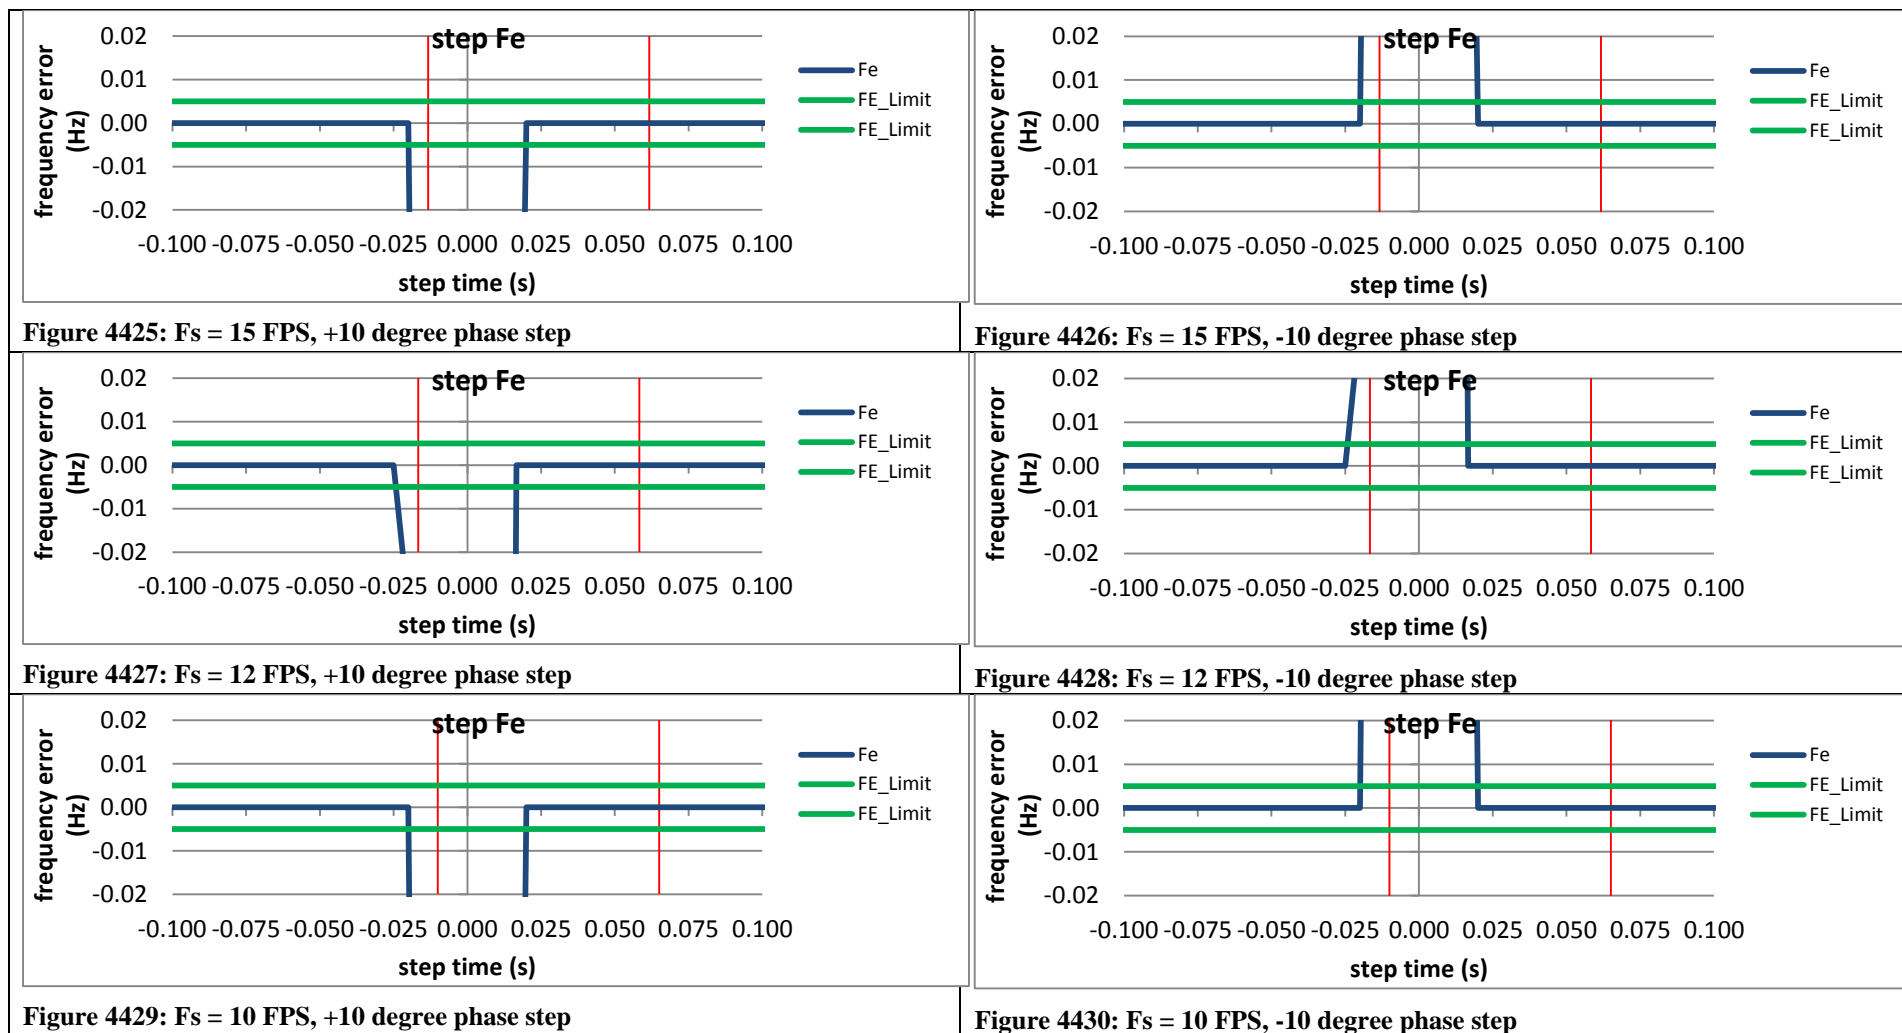 step Fe
frequency error
(Hz)
0.02
0.01
0.00
-0.01
-0.02
-0.100 -0.075 -0.050 -0.025 0.000 0.025 0.050 0.075 0.100
step time (s)
Fe
FE_Limit
FE_Limit
Figure 4425: Fs = 15 FPS, +10 degree phase step
step Fe
frequency error
(Hz)
0.02
0.01
0.00
-0.01
-0.02
-0.100 -0.075 -0.050 -0.025 0.000 0.025 0.050 0.075 0.100
step time (s)
Fe
FE_Limit
FE_Limit
Figure 4426: Fs = 15 FPS, -10 degree phase step
step Fe
frequency error
(Hz)
0.02
0.01
0.00
-0.01
-0.02
-0.100 -0.075 -0.050 -0.025 0.000 0.025 0.050 0.075 0.100
step time (s)
Fe
FE_Limit
FE_Limit
Figure 4427: Fs = 12 FPS, +10 degree phase step
step Fe
frequency error
(Hz)
0.02
0.01
0.00
-0.01
-0.02
-0.100 -0.075 -0.050 -0.025 0.000 0.025 0.050 0.075 0.100
step time (s)
Fe
FE_Limit
FE_Limit
Figure 4428: Fs = 12 FPS, -10 degree phase step
step Fe
frequency error
(Hz)
0.02
0.01
0.00
-0.01
-0.02
-0.100 -0.075 -0.050 -0.025 0.000 0.025 0.050 0.075 0.100
step time (s)
Fe
FE_Limit
FE_Limit
Figure 4429: Fs = 10 FPS, +10 degree phase step
step Fe
frequency error
(Hz)
0.02
0.01
0.00
-0.01
-0.02
-0.100 -0.075 -0.050 -0.025 0.000 0.025 0.050 0.075 0.100
step time (s)
Fe
FE_Limit
FE_Limit
Figure 4430: Fs = 10 FPS, -10 degree phase step